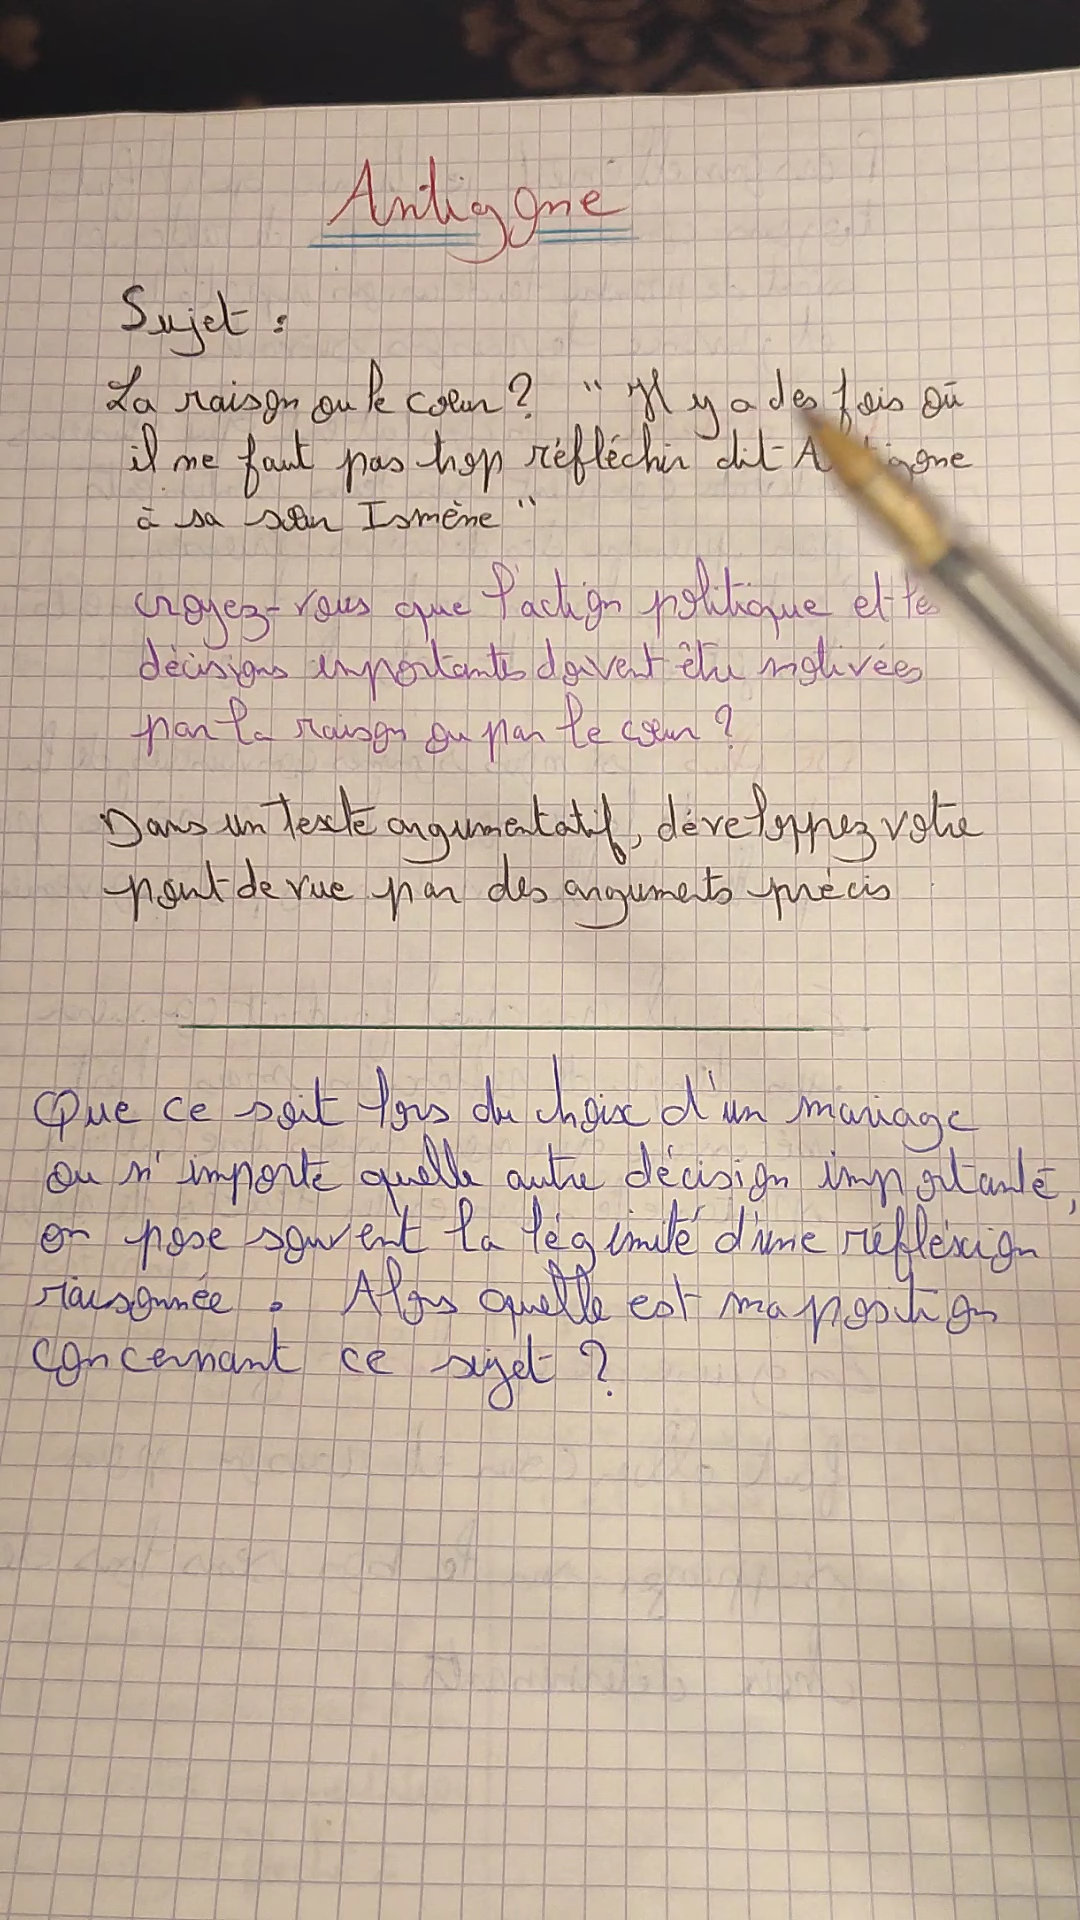 Antigone
Sujet :
La raison ou le cœur ? " Il y a des fois où
il ne faut pas trop réfléchir dit Antigone
à sa sœur Ismène "
croyez-vous que l'action politique et les
décisions importantes doivent être motivées
par la raison ou par le cœur ?
Dans un Texte argumentatif, développez votre
point de vue par des arguments précis
Que ce soit lors du choix d'un mariage
ou n'importe quelle autre décision importante,
on pose souvent la légimité d'une réfléxion
raisonnée . Alors quelle est ma position
concernant ce sujet ?